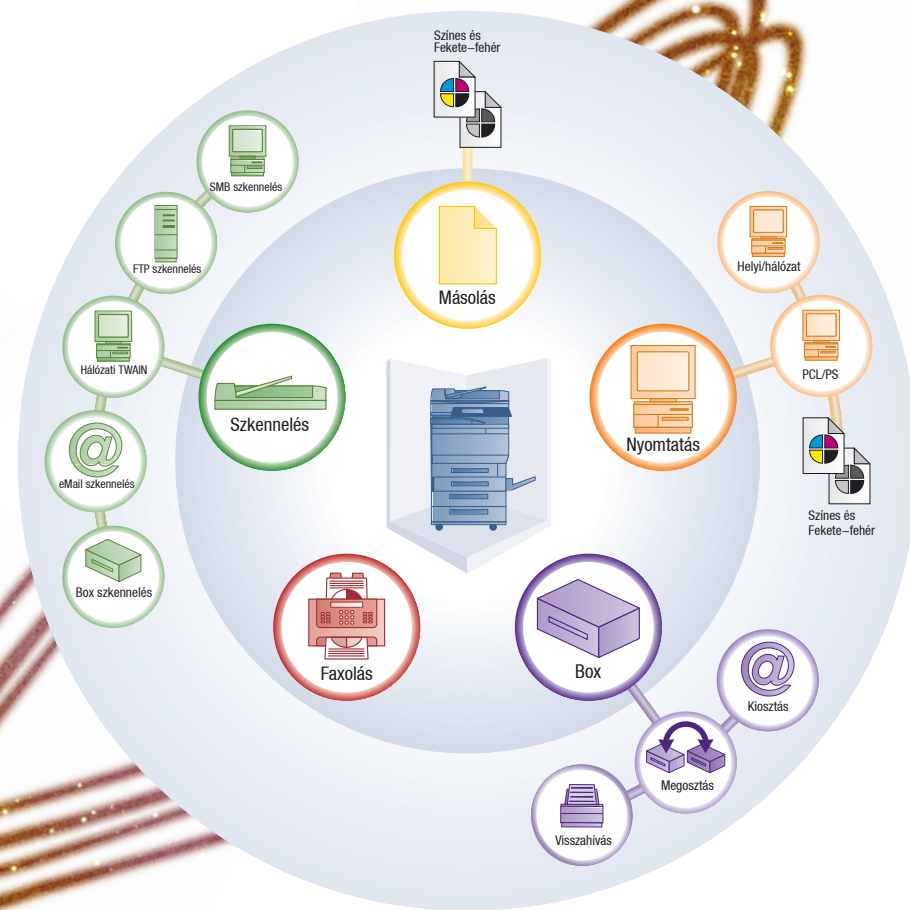 Színes és
Fekete–fehér
SMB szkennelés
FTP szkennelés
Hálózati TWAIN
eMail szkennelés
Box szkennelés
Másolás
Szkennelés
Helyi/hálózat
PCL/PS
Nyomtatás
Színes és
Fekete–fehér
Faxolás
Box
Kiosztás
Megosztás
Visszahívás